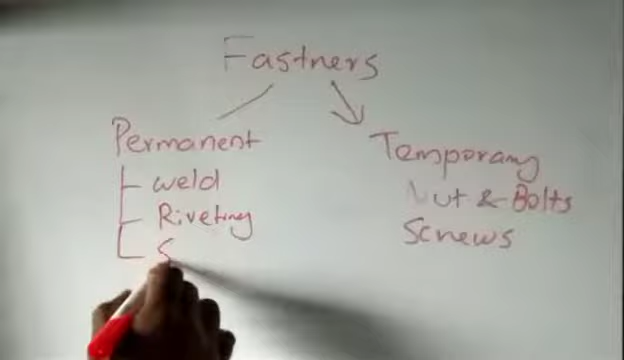 Fastners
Permanent
weld
Riveting
S
Temporary
Nut & Bolts
Screws